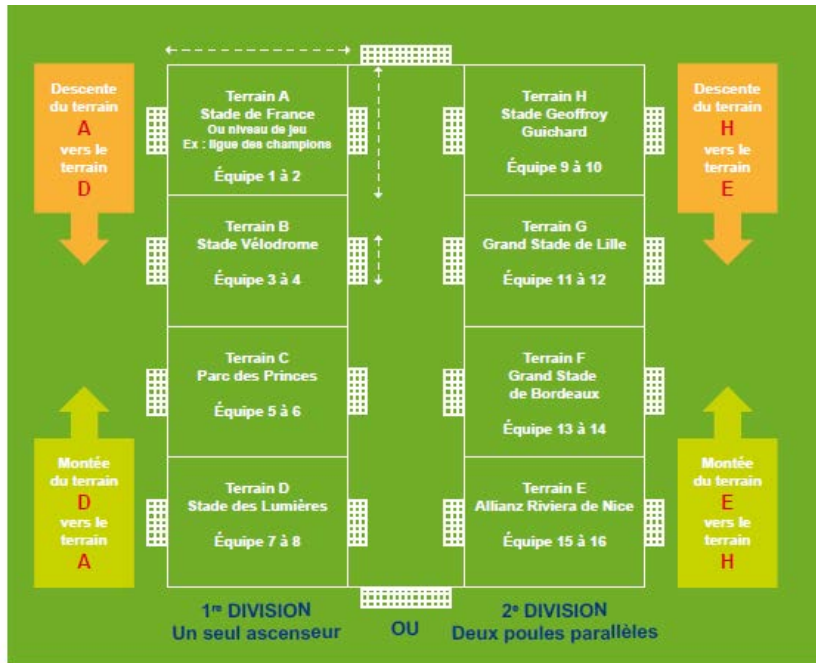 Descente
du terrain
A
vers le
terrain
D
Montée
du terrain
D
vers le
terrain
A
Terrain A
Stade de France
Ou niveau de jeu
Ex : ligue des champions
Équipe 1 à 2
Terrain B
Stade Vélodrome
Équipe 3 à 4
Terrain C
Parc des Princes
Équipe 5 à 6
Terrain D
Stade des Lumières
Équipe 7 à 8
Terrain H
Stade Geoffroy
Guichard
Équipe 9 à 10
Terrain G
Grand Stade de Lille
Équipe 11 à 12
Terrain F
Grand Stade
de Bordeaux
Équipe 13 à 14
Terrain E
Allianz Riviera de Nice
Équipe 15 à 16
Descente
du terrain
H
vers le
terrain
E
Montée
du terrain
E
vers le
terrain
H
1re DIVISION
Un seul ascenseur
OU
2e DIVISION
Deux poules parallèles